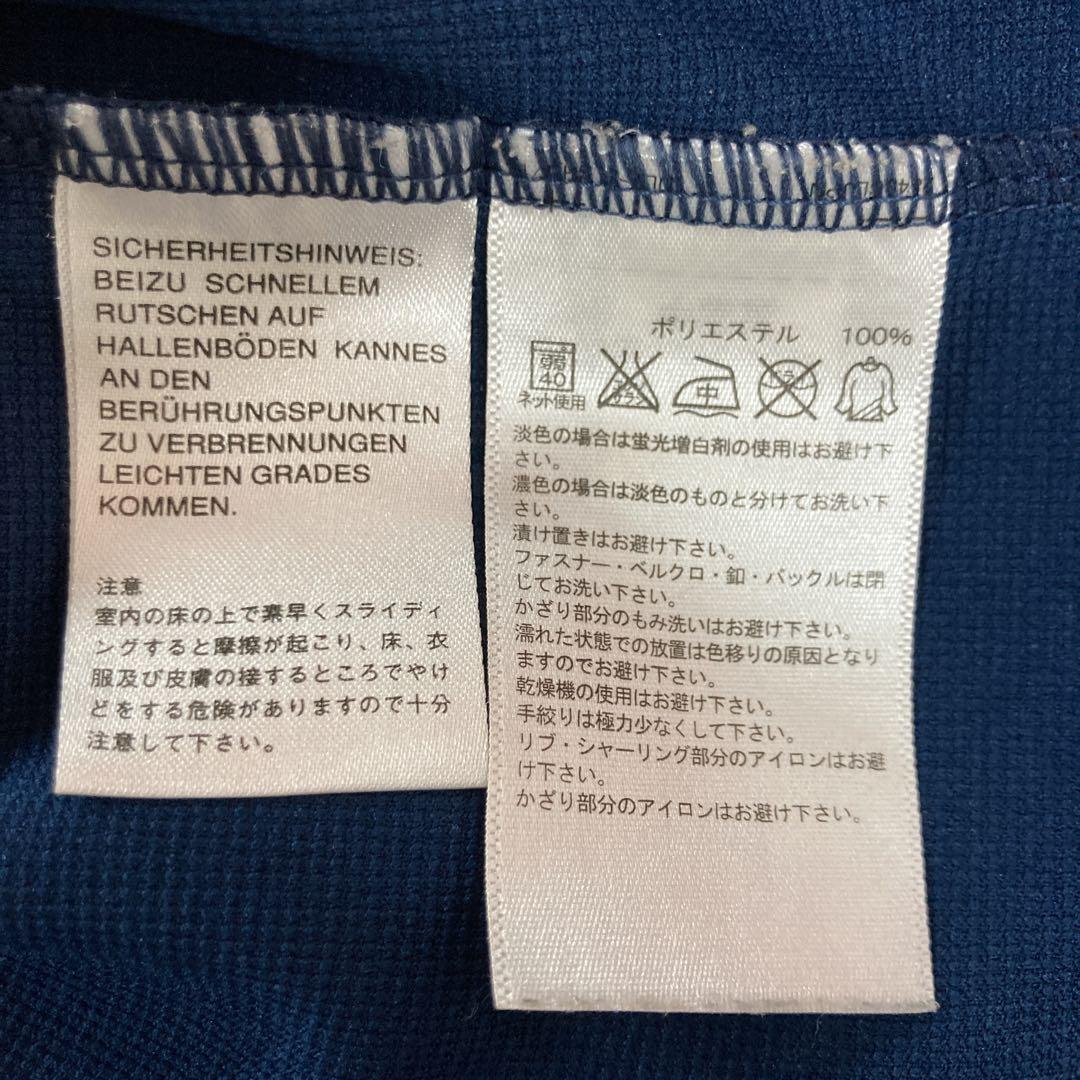 SICHERHEITSHINWEIS:
BEIZU SCHNELLEM
RUTSCHEN AUF
HALLENBÖDEN KANNES
AN DEN
BERÜHRUNGSPUNKTEN
ZU VERBRENNUNGEN
LEICHTEN GRADES
KOMMEN.
注意
室内の床の上で素早くスライディ
ングすると摩擦が起こり、床、衣
服及び皮膚の接するところでやけ
どをする危険がありますので十分
注意して下さい。
ポリエステル 100%
弱
40
ネット使用
中
淡色の場合は蛍光増白剤の使用はお避け下
さい。
濃色の場合は淡色のものと分けてお洗い下
さい。
漬け置きはお避け下さい。
ファスナー・ベルクロ・釦・バックルは閉
じてお洗い下さい。
かざり部分のもみ洗いはお避け下さい。
濡れた状態での放置は色移りの原因となり
ますのでお避け下さい。
乾燥機の使用はお避け下さい。
手絞りは極力少なくして下さい。
リブ・シャーリング部分のアイロンはお避
け下さい。
かざり部分のアイロンはお避け下さい。